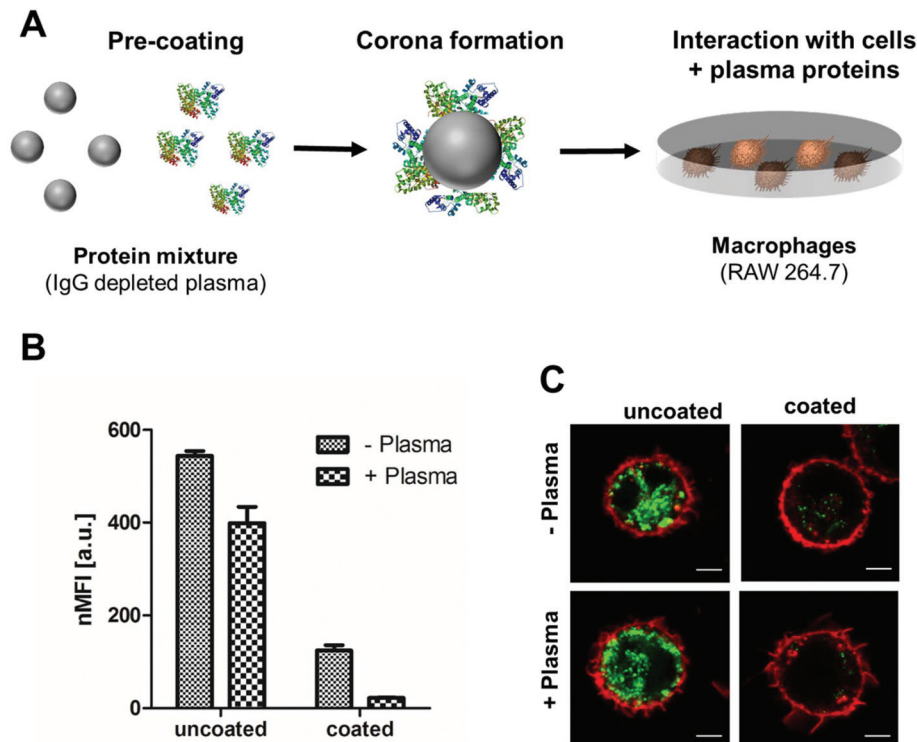 A
Pre-coating
Corona formation
Interaction with cells
+ plasma proteins
Protein mixture
(IgG depleted plasma)
Macrophages
(RAW 264.7)
B
nMFI [a.u.]
600
400
200
0
- Plasma
+ Plasma
uncoated
coated
C
uncoated
coated
- Plasma
+ Plasma